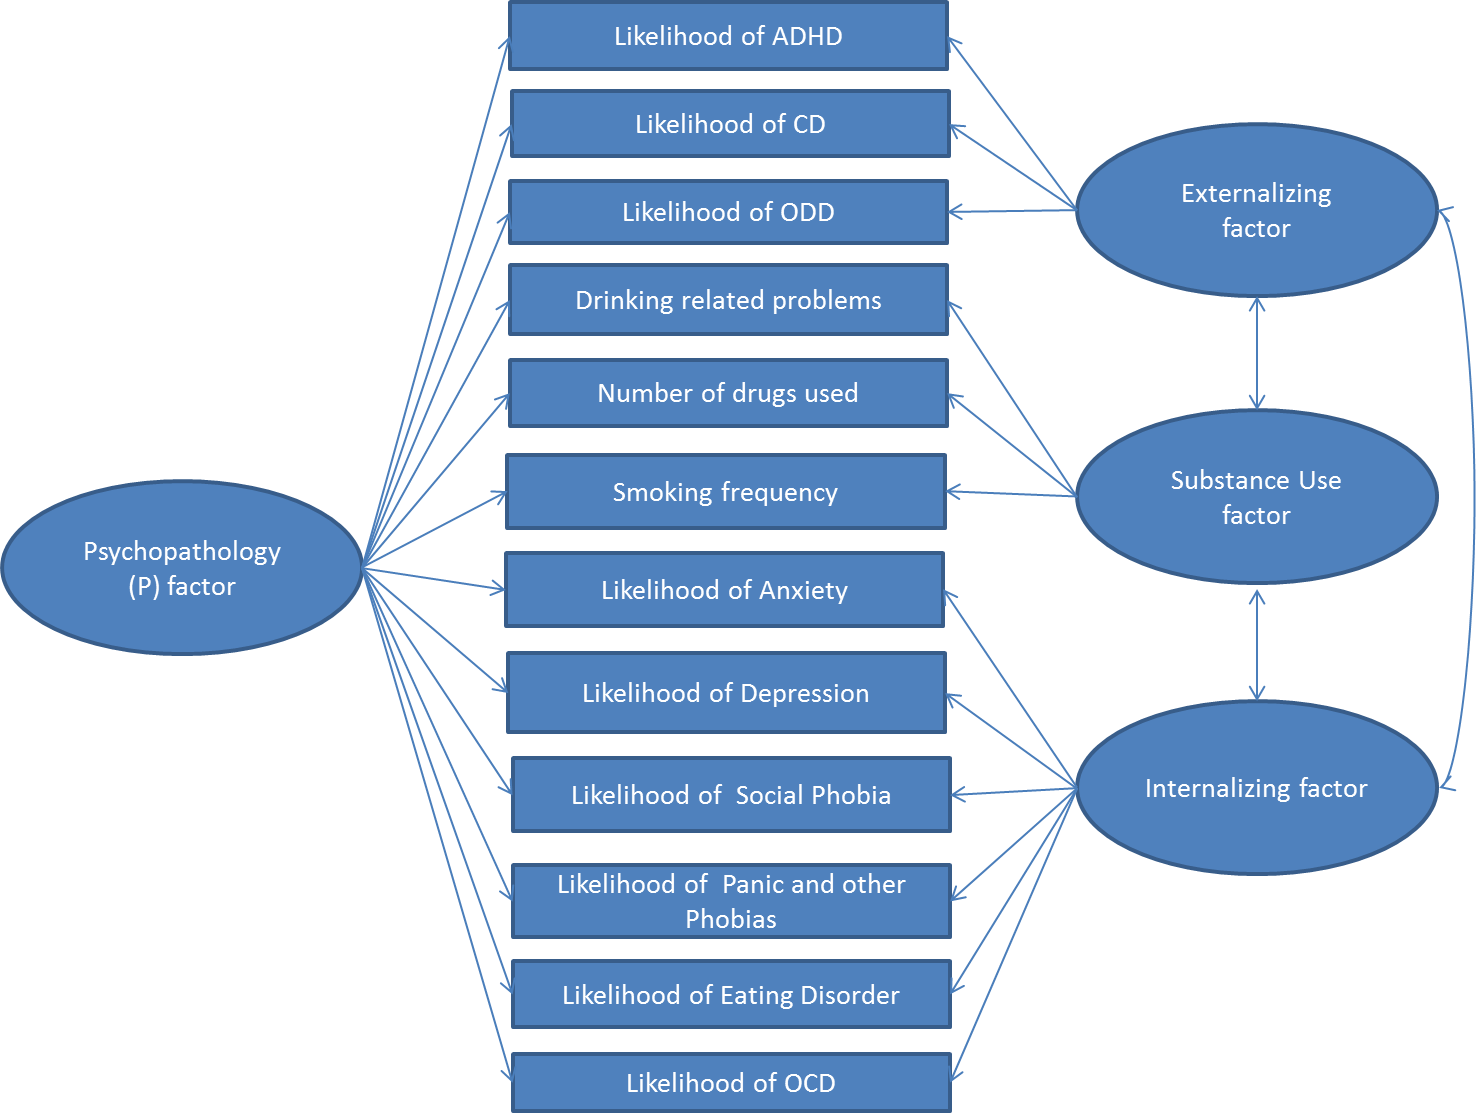 Likelihood of ADHD
Likelihood of CD
Likelihood of ODD
Drinking related problems
Number of drugs used
Smoking frequency
Likelihood of Anxiety
Likelihood of Depression
Likelihood of  Social Phobia
Likelihood of  Panic and other
Phobias
Likelihood of Eating Disorder
Likelihood of OCD
Psychopathology
(P) factor
Externalizing
factor
Substance Use
factor
Internalizing factor